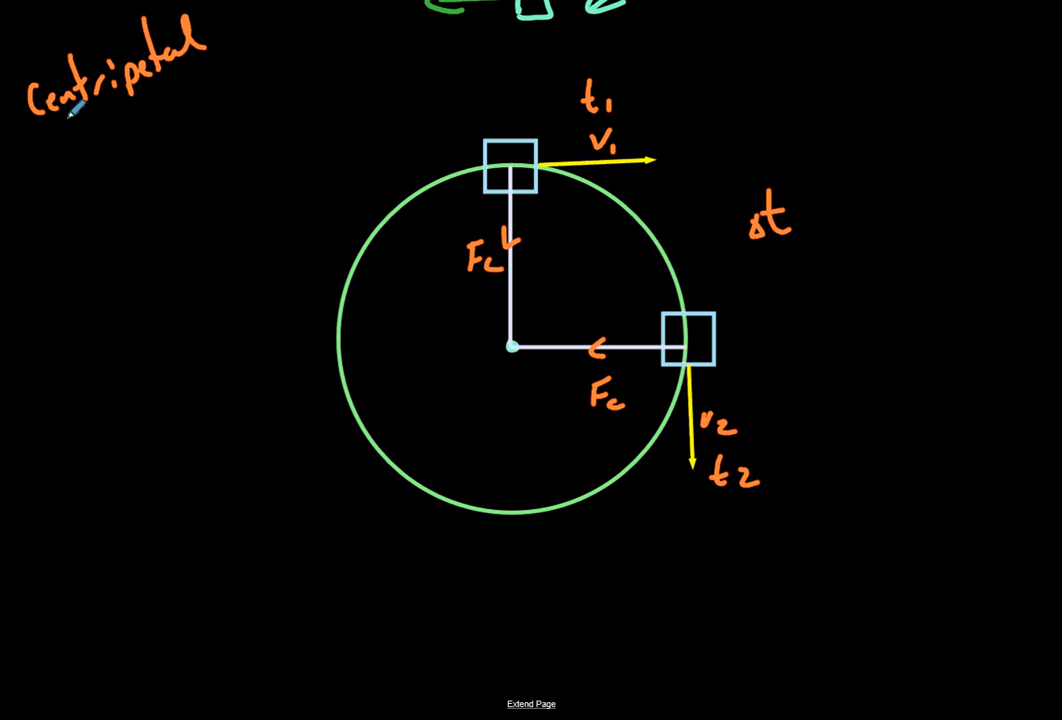 Centripetal
t1
v1
Δt
Fc
Fc
v2
t2
Extend Page